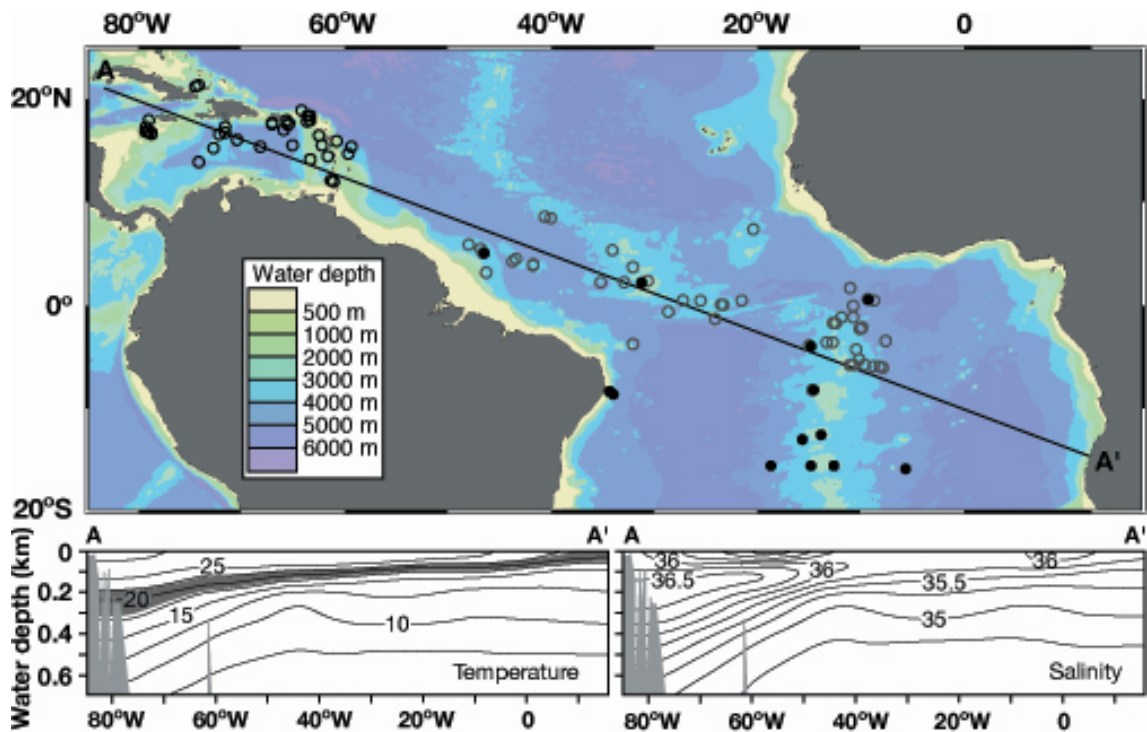 80°W 60°W 40°W 20°W 0
20°N
0°
20°S
A
A'
Water depth
500 m
1000 m
2000 m
3000 m
4000 m
5000 m
6000 m
A A' A A'
Water depth (km)
0
0.2
0.4
0.6
25
20
15
10
Temperature
36 36
36
36.5
35.5
35
Salinity
80°W 60°W 40°W 20°W 0
80°W 60°W 40°W 20°W 0